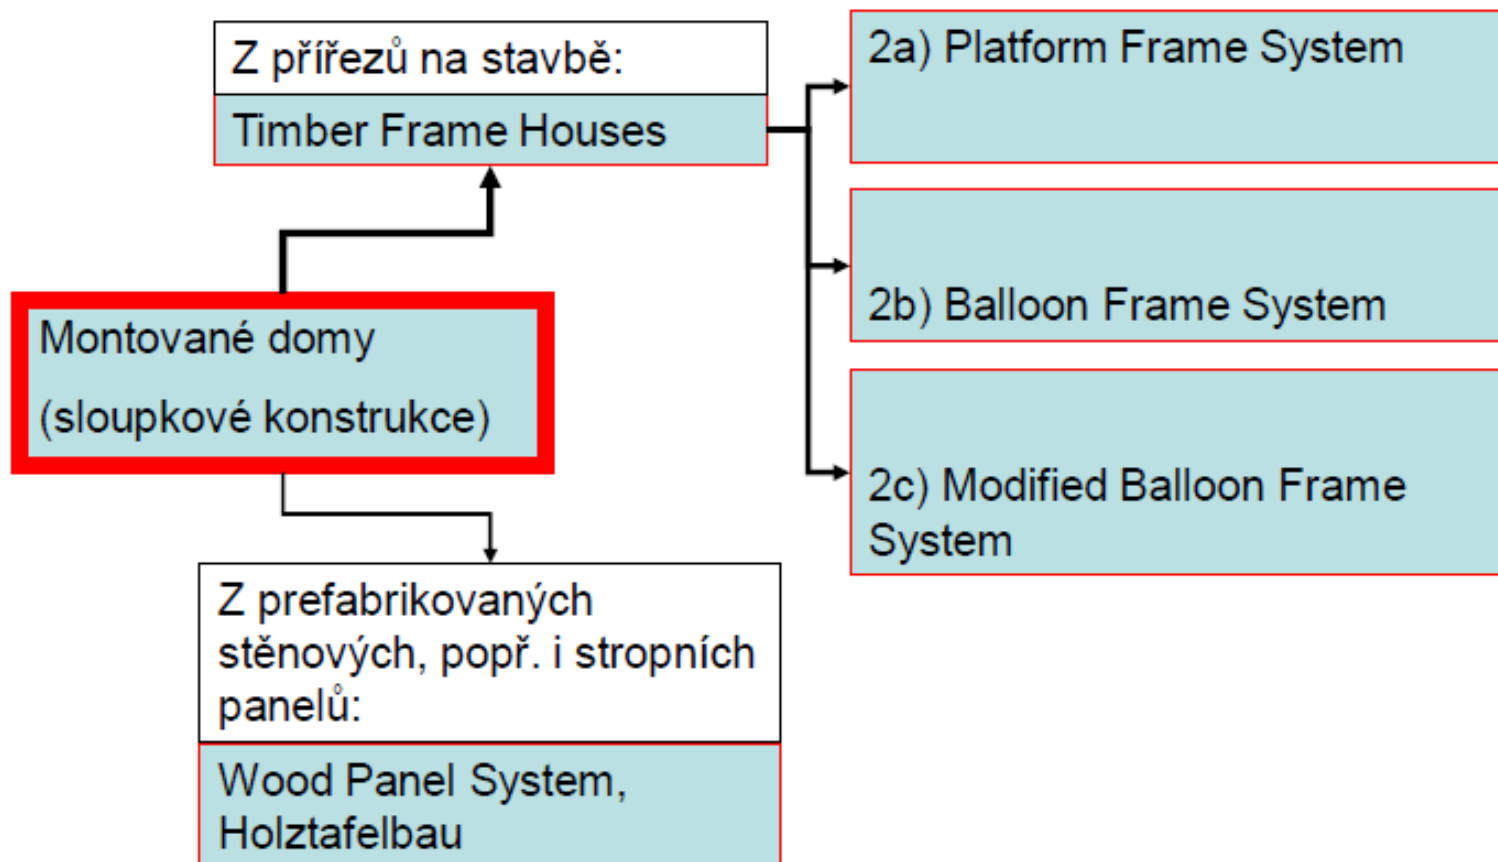 Z přířezů na stavbě:
Timber Frame Houses
2a) Platform Frame System
2b) Balloon Frame System
2c) Modified Balloon Frame
System
Montované domy
(sloupkové konstrukce)
Z prefabrikovaných
stěnových, popř. i stropních
panelů:
Wood Panel System,
Holztafelbau